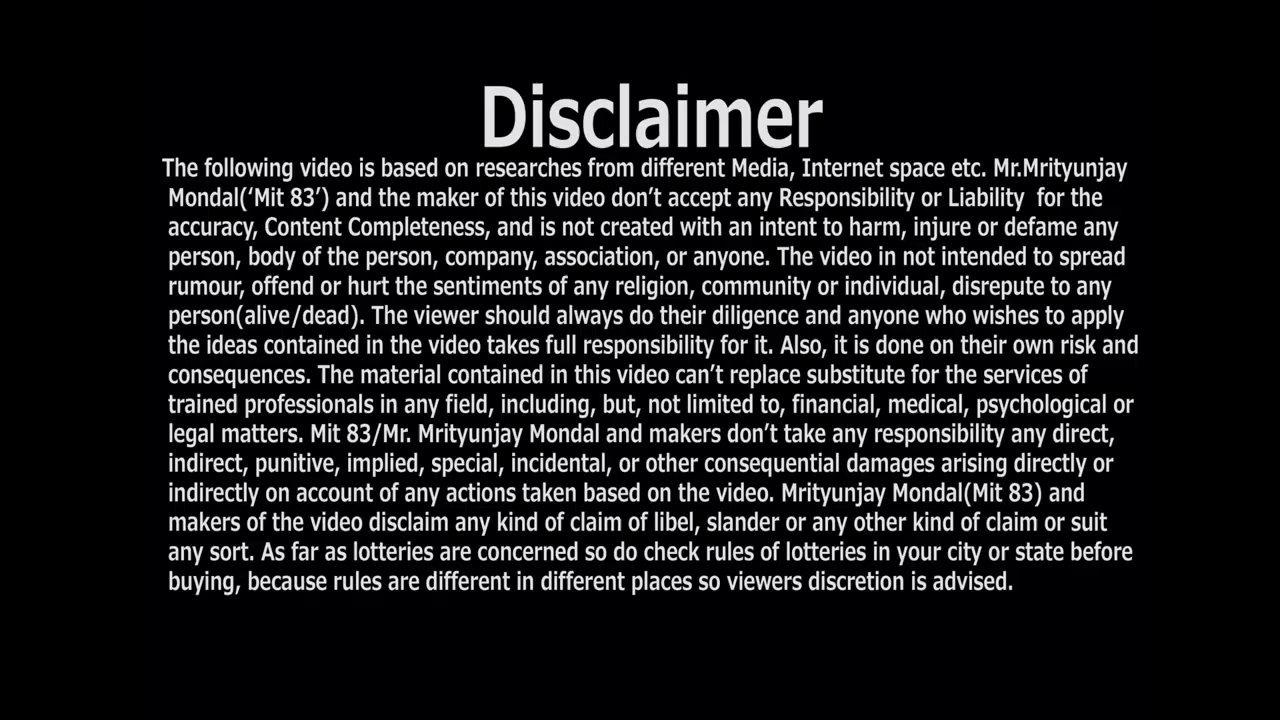 Disclaimer
The following video is based on researches from different Media, Internet space etc. Mr.Mrityunjay
Mondal(‘Mit 83’) and the maker of this video don’t accept any Responsibility or Liability  for the
accuracy, Content Completeness, and is not created with an intent to harm, injure or defame any
person, body of the person, company, association, or anyone. The video in not intended to spread
rumour, offend or hurt the sentiments of any religion, community or individual, disrepute to any
person(alive/dead). The viewer should always do their diligence and anyone who wishes to apply
the ideas contained in the video takes full responsibility for it. Also, it is done on their own risk and
consequences. The material contained in this video can’t replace substitute for the services of
trained professionals in any field, including, but, not limited to, financial, medical, psychological or
legal matters. Mit 83/Mr. Mrityunjay Mondal and makers don’t take any responsibility any direct,
indirect, punitive, implied, special, incidental, or other consequential damages arising directly or
indirectly on account of any actions taken based on the video. Mrityunjay Mondal(Mit 83) and
makers of the video disclaim any kind of claim of libel, slander or any other kind of claim or suit
any sort. As far as lotteries are concerned so do check rules of lotteries in your city or state before
buying, because rules are different in different places so viewers discretion is advised.